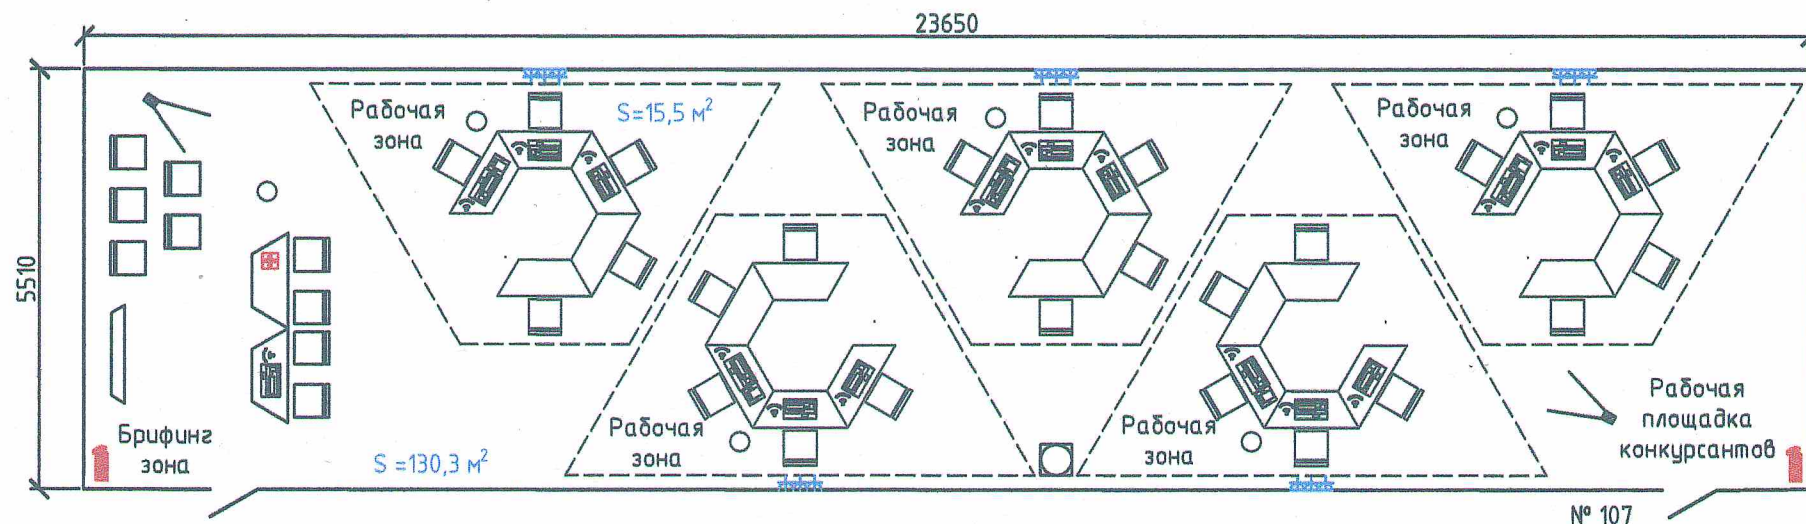 23650
5510
Рабочая
зона
S=15,5 м²
Рабочая
зона
Рабочая
зона
Рабочая
зона
Рабочая
зона
Рабочая
площадка
конкурсантов
Брифинг
зона
S =130,3 м²
№ 107